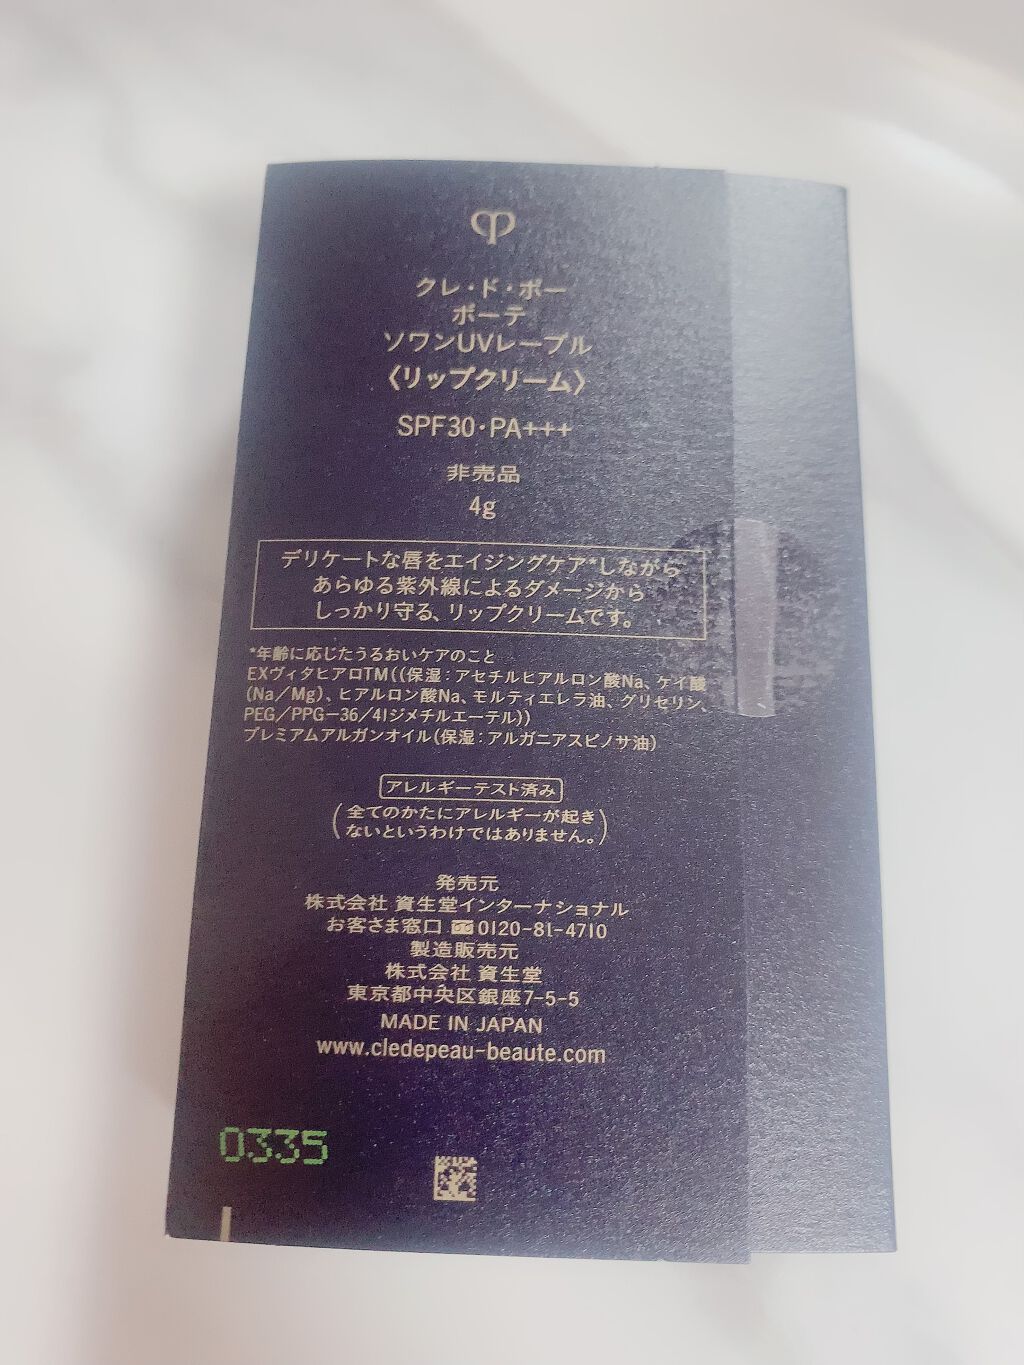 クレ・ド・ポー
ボーテ
ソワンUVレーブル
〈リップクリーム〉
SPF30・PA+++
非売品
4g
デリケートな唇をエイジングケア*しながら
あらゆる紫外線によるダメージから
しっかり守る、リップクリームです。
*年齢に応じたうるおいケアのこと
EXヴィタヒアロTM((保湿：アセチルヒアルロン酸Na、ケイ酸
(Na／Mg)、ヒアルロン酸Na、モルティエレラ油、グリセリン、
PEG／PPG-36／41ジメチルエーテル))
プレミアムアルガンオイル(保湿：アルガニアスピノサ油)
アレルギーテスト済み
(全てのかたにアレルギーが起き
ないというわけではありません。)
発売元
株式会社 資生堂インターナショナル
お客さま窓口 0120-81-4710
製造販売元
株式会社 資生堂
東京都中央区銀座7-5-5
MADE IN JAPAN
www.cledepeau-beaute.com
0335